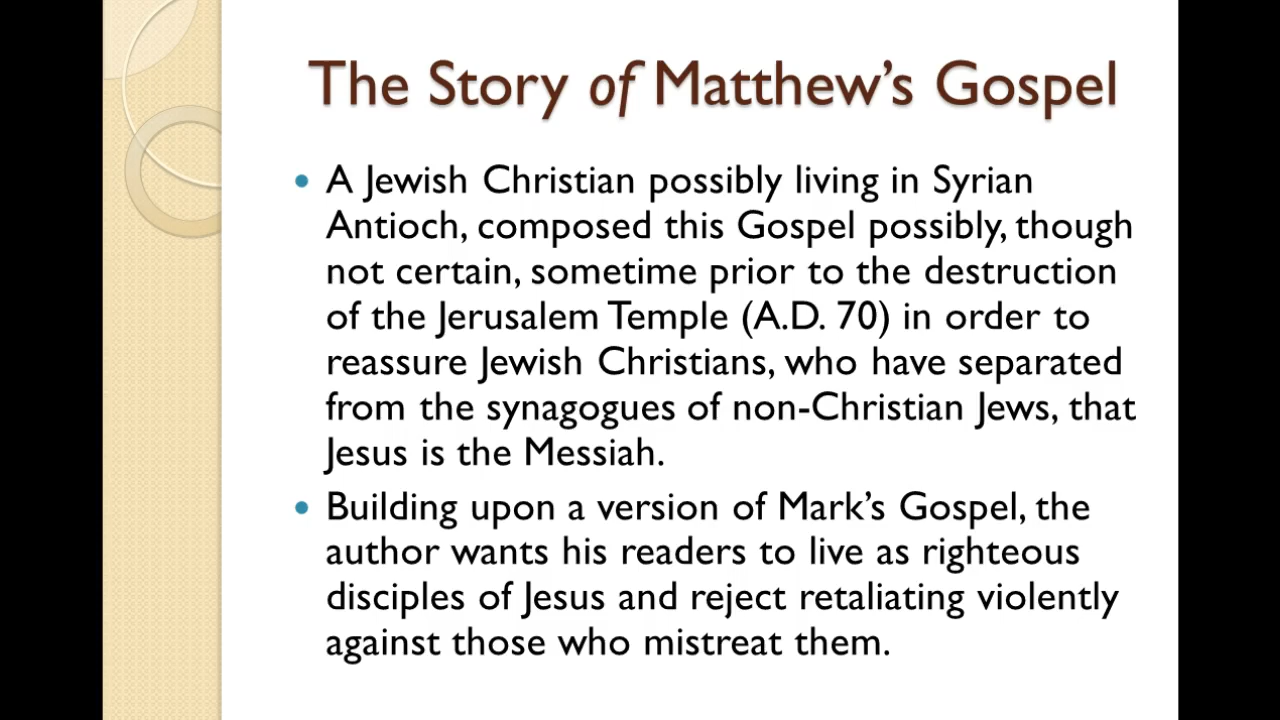 The Story of Matthew’s Gospel
• A Jewish Christian possibly living in Syrian
Antioch, composed this Gospel possibly, though
not certain, sometime prior to the destruction
of the Jerusalem Temple (A.D. 70) in order to
reassure Jewish Christians, who have separated
from the synagogues of non-Christian Jews, that
Jesus is the Messiah.
• Building upon a version of Mark’s Gospel, the
author wants his readers to live as righteous
disciples of Jesus and reject retaliating violently
against those who mistreat them.